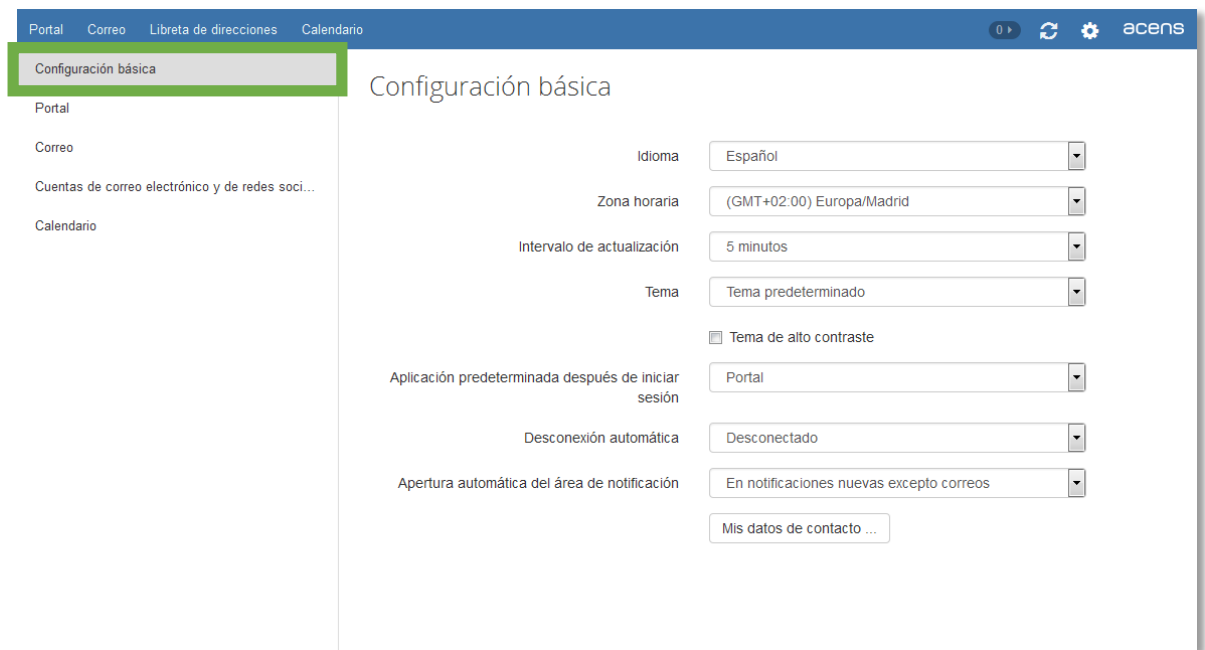 Portal Correo Libreta de direcciones Calendario 0 acens
Configuración básica
Portal
Correo
Cuentas de correo electrónico y de redes soci...
Calendario
Configuración básica
Idioma Español
Zona horaria (GMT+02:00) Europa/Madrid
Intervalo de actualización 5 minutos
Tema Tema predeterminado
Tema de alto contraste
Aplicación predeterminada después de iniciar
sesión Portal
Desconexión automática Desconectado
Apertura automática del área de notificación En notificaciones nuevas excepto correos
Mis datos de contacto ...